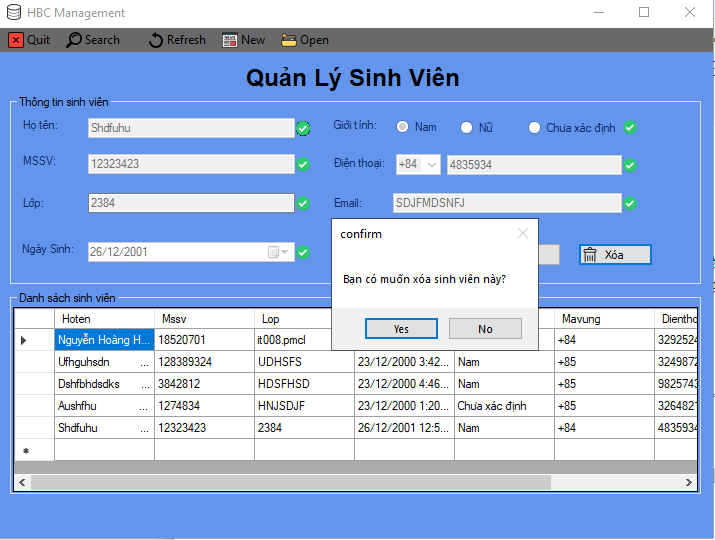 HBC Management
Quit Search Refresh New Open
Quản Lý Sinh Viên
Thông tin sinh viên
Họ tên: Shdfuhu Giới tính: Nam Nữ Chưa xác định
MSSV: 12323423 Điện thoại: +84 4835934
Lớp: 2384 Email: SDJFMDSNFJ
Ngày Sinh: 26/12/2001 Xóa
confirm
Bạn có muốn xóa sinh viên này?
Yes No
Danh sách sinh viên
Hoten Mssv Lop Mavung Dientho
Nguyễn Hoàng H... 18520701 it008.pmcl +84 3292524
Ufhguhsdn ... 128389324 UDHSFS 23/12/2000 3:42... Nam +85 3249872
Dshfbhdsdks ... 3842812 HDSFHSD 23/12/2000 4:46... Nam +85 9825743
Aushfhu ... 1274834 HNJSDJF 23/12/2000 1:20... Chưa xác định +85 3264827
Shdfuhu ... 12323423 2384 26/12/2001 12:5... Nam +84 4835934